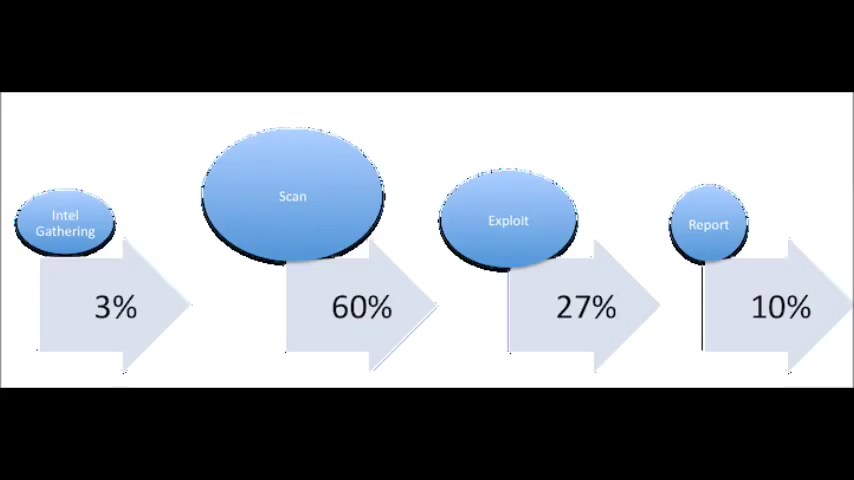 Intel
Gathering
Scan
Exploit
Report
3%
60%
27%
10%